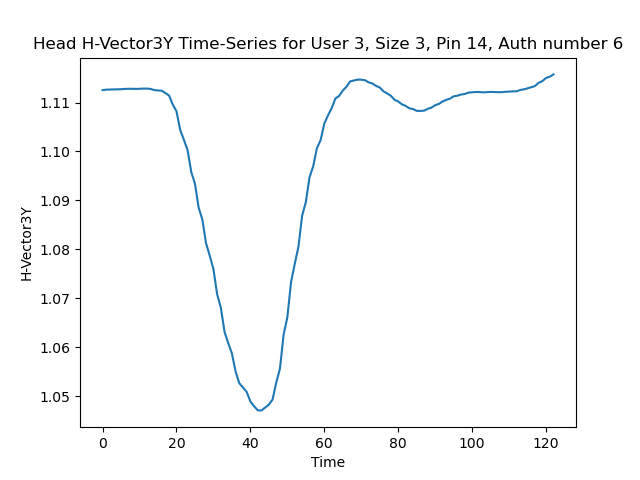 Head H-Vector3Y Time-Series for User 3, Size 3, Pin 14, Auth number 6
H-Vector3Y
1.11
1.10
1.09
1.08
1.07
1.06
1.05
0 20 40 60 80 100 120
Time